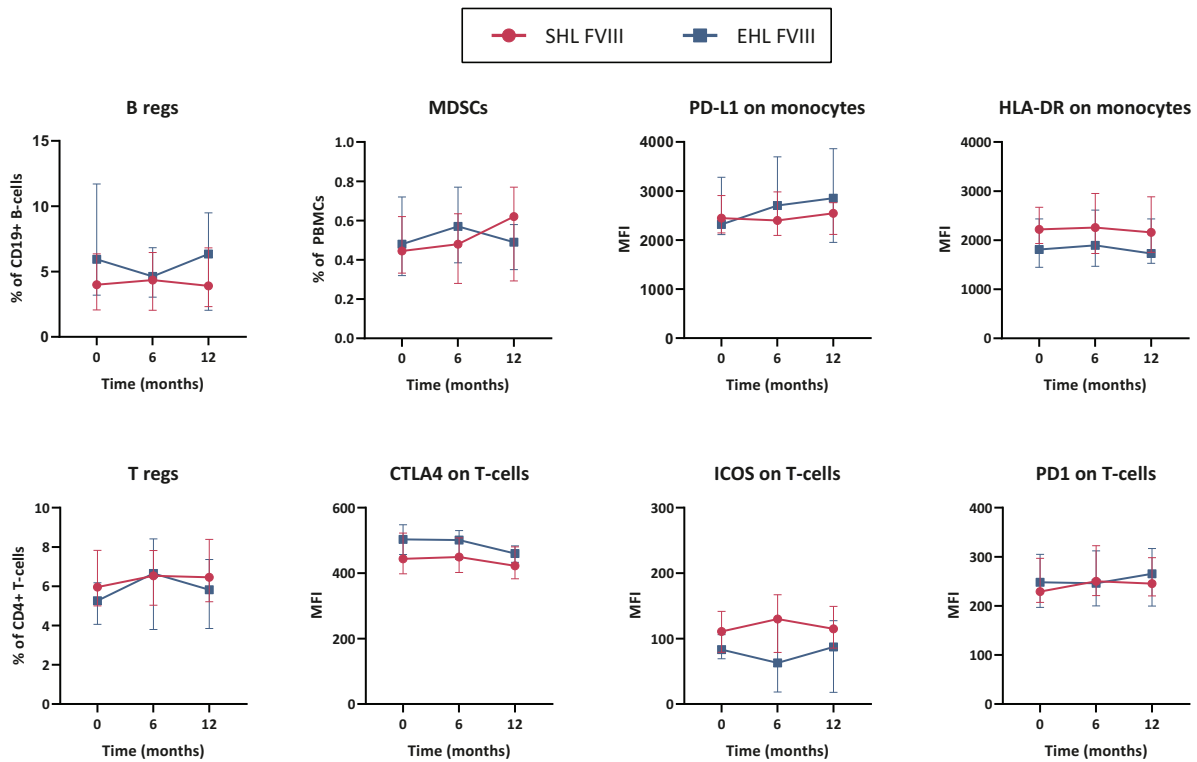 SHL FVIII
EHL FVIII
B regs
% of CD19+ B-cells
15
10
5
0
0 6 12
Time (months)
MDSCs
% of PBMCs
1.0
0.8
0.6
0.4
0.2
0.0
0 6 12
Time (months)
PD-L1 on monocytes
MFI
4000
3000
2000
1000
0
0 6 12
Time (months)
HLA-DR on monocytes
MFI
4000
3000
2000
1000
0
0 6 12
Time (months)
T regs
% of CD4+ T-cells
10
8
6
4
2
0
0 6 12
Time (months)
CTLA4 on T-cells
MFI
600
400
200
0
0 6 12
Time (months)
ICOS on T-cells
MFI
300
200
100
0
0 6 12
Time (months)
PD1 on T-cells
MFI
400
300
200
100
0
0 6 12
Time (months)